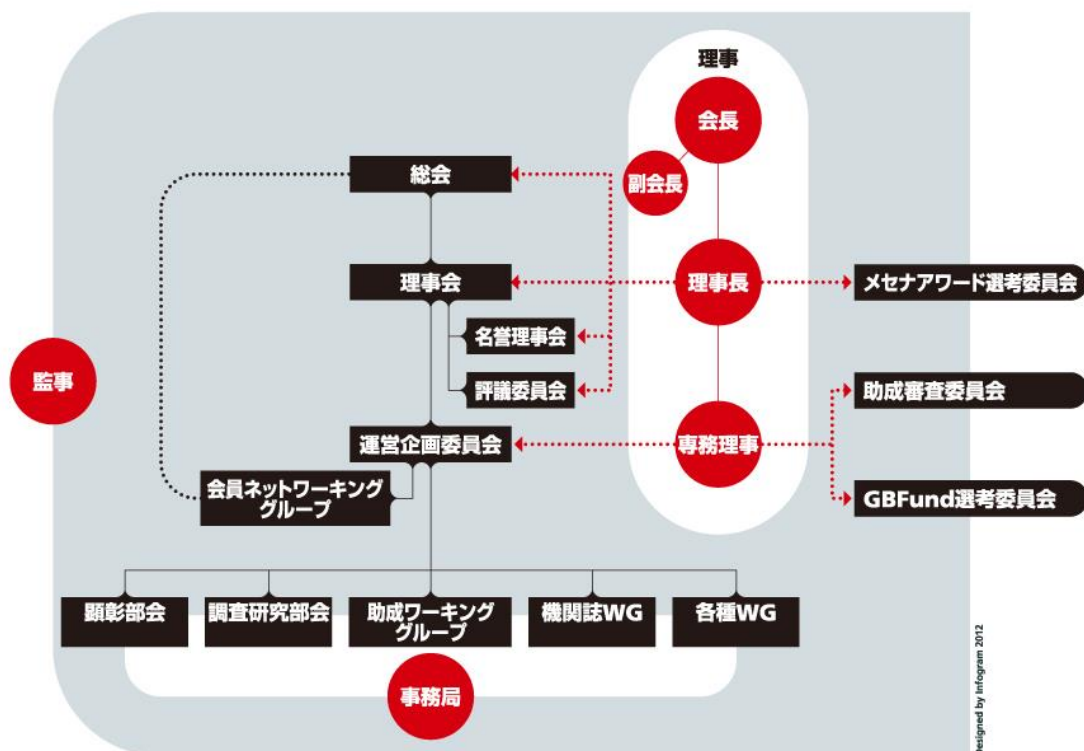 理事
会長
副会長
総会
理事会
理事長
メセナアワード選考委員会
名誉理事会
監事
評議委員会
助成審査委員会
運営企画委員会
専務理事
会員ネットワーキング
グループ
GBFund選考委員会
顕彰部会
調査研究部会
助成ワーキング
グループ
機関誌WG
各種WG
事務局
Designed by Infogram 2012